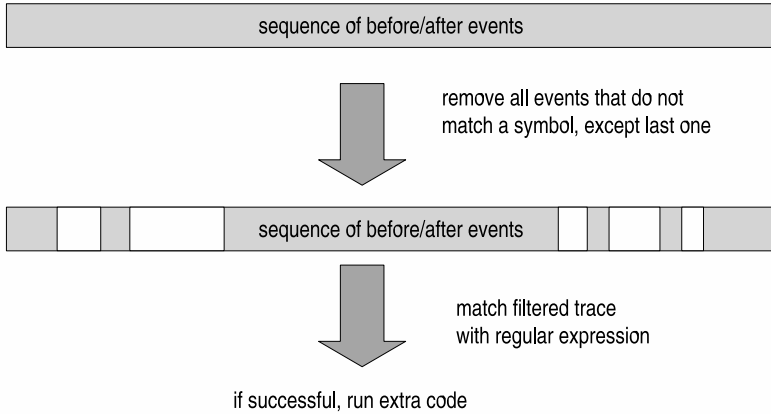 sequence of before/after events
remove all events that do not
match a symbol, except last one
sequence of before/after events
match filtered trace
with regular expression
if successful, run extra code